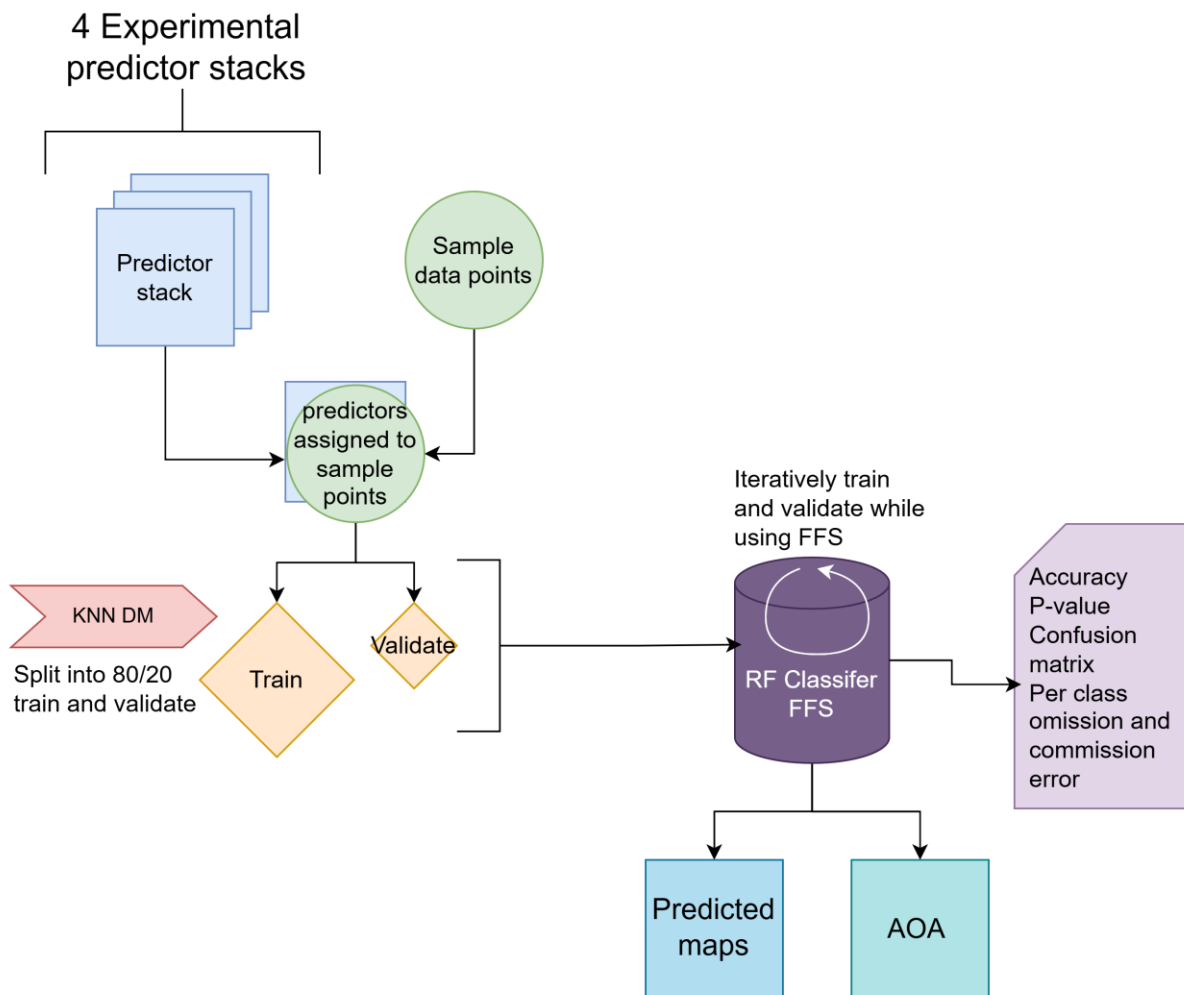 4 Experimental
predictor stacks
Predictor
stack
Sample
data points
predictors
assigned to
sample
points
KNN DM
Split into 80/20
train and validate
Train
Validate
Iteratively train
and validate while
using FFS
RF Classifer
FFS
Accuracy
P-value
Confusion
matrix
Per class
omission and
commission
error
Predicted
maps
AOA